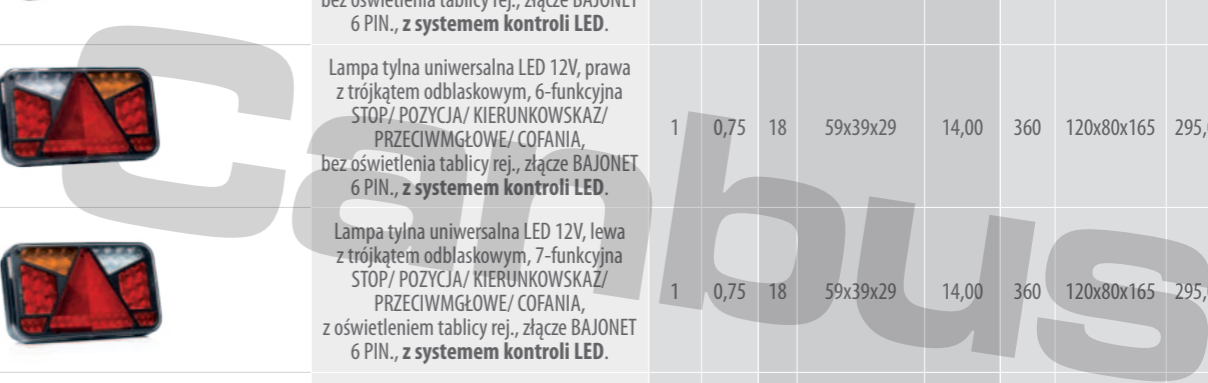 bez oświetlenia tablicy rej., złącze BAJONET
6 PIN., z systemem kontroli LED.
Lampa tylna uniwersalna LED 12V, prawa
z trójkątem odblaskowym, 6-funkcyjna
STOP/ POZYCJA/ KIERUNKOWSKAZ/
PRZECIWMGŁOWE/ COFANIA,
bez oświetlenia tablicy rej., złącze BAJONET
6 PIN., z systemem kontroli LED.
1 0,75 18 59x39x29 14,00 360 120x80x165 295,
Lampa tylna uniwersalna LED 12V, lewa
z trójkątem odblaskowym, 7-funkcyjna
STOP/ POZYCJA/ KIERUNKOWSKAZ/
PRZECIWMGŁOWE/ COFANIA,
z oświetleniem tablicy rej., złącze BAJONET
6 PIN., z systemem kontroli LED.
1 0,75 18 59x39x29 14,00 360 120x80x165 295,
Canbus